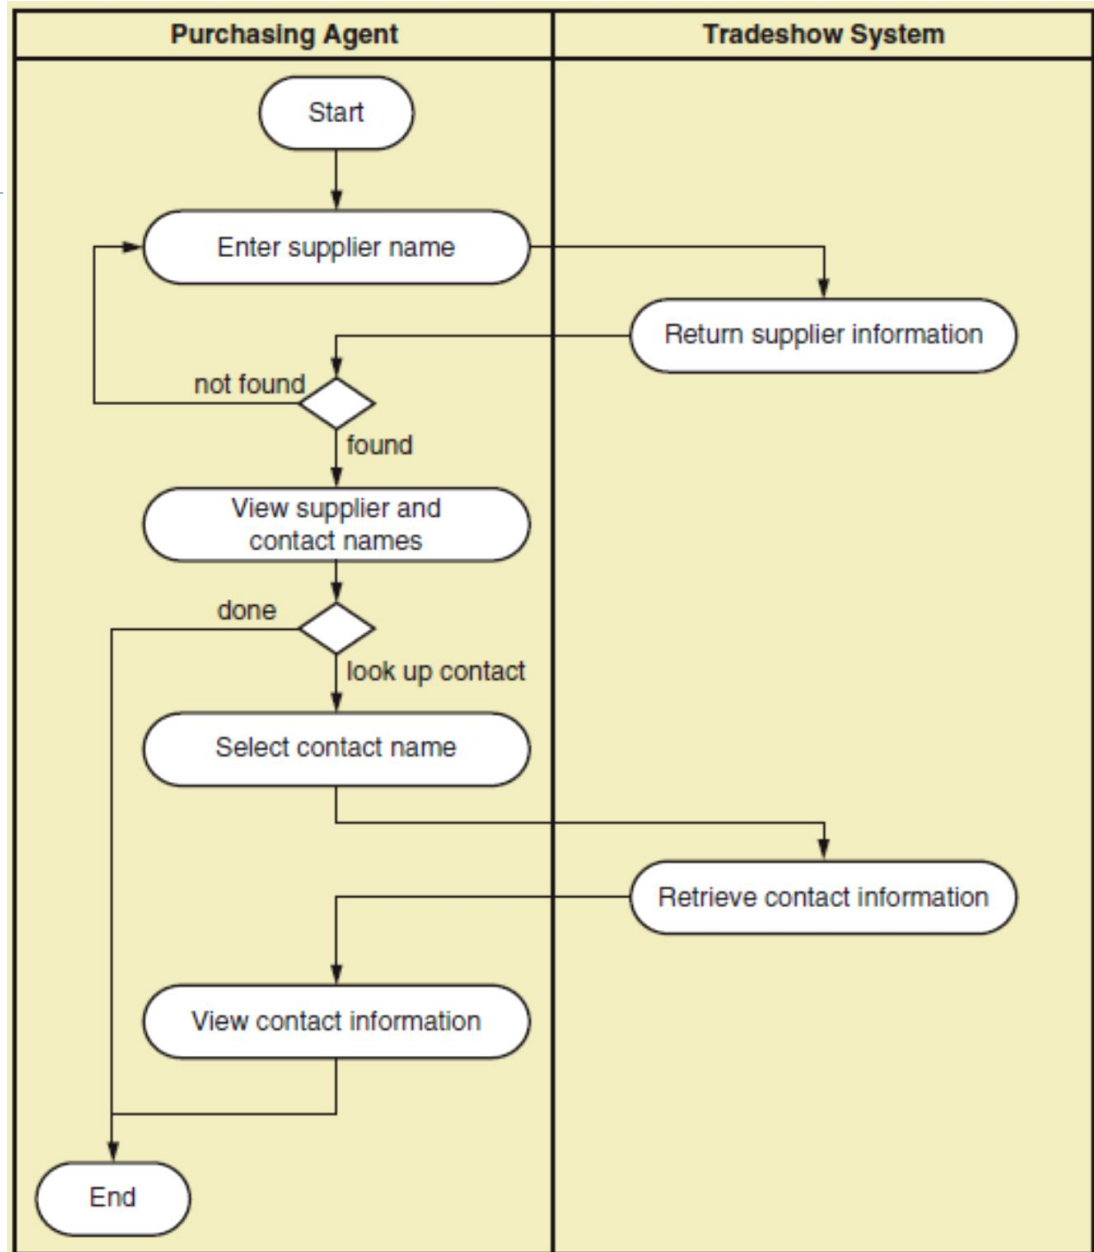 Purchasing Agent
Tradeshow System
Start
Enter supplier name
Return supplier information
not found
found
View supplier and
contact names
done
look up contact
Select contact name
Retrieve contact information
View contact information
End